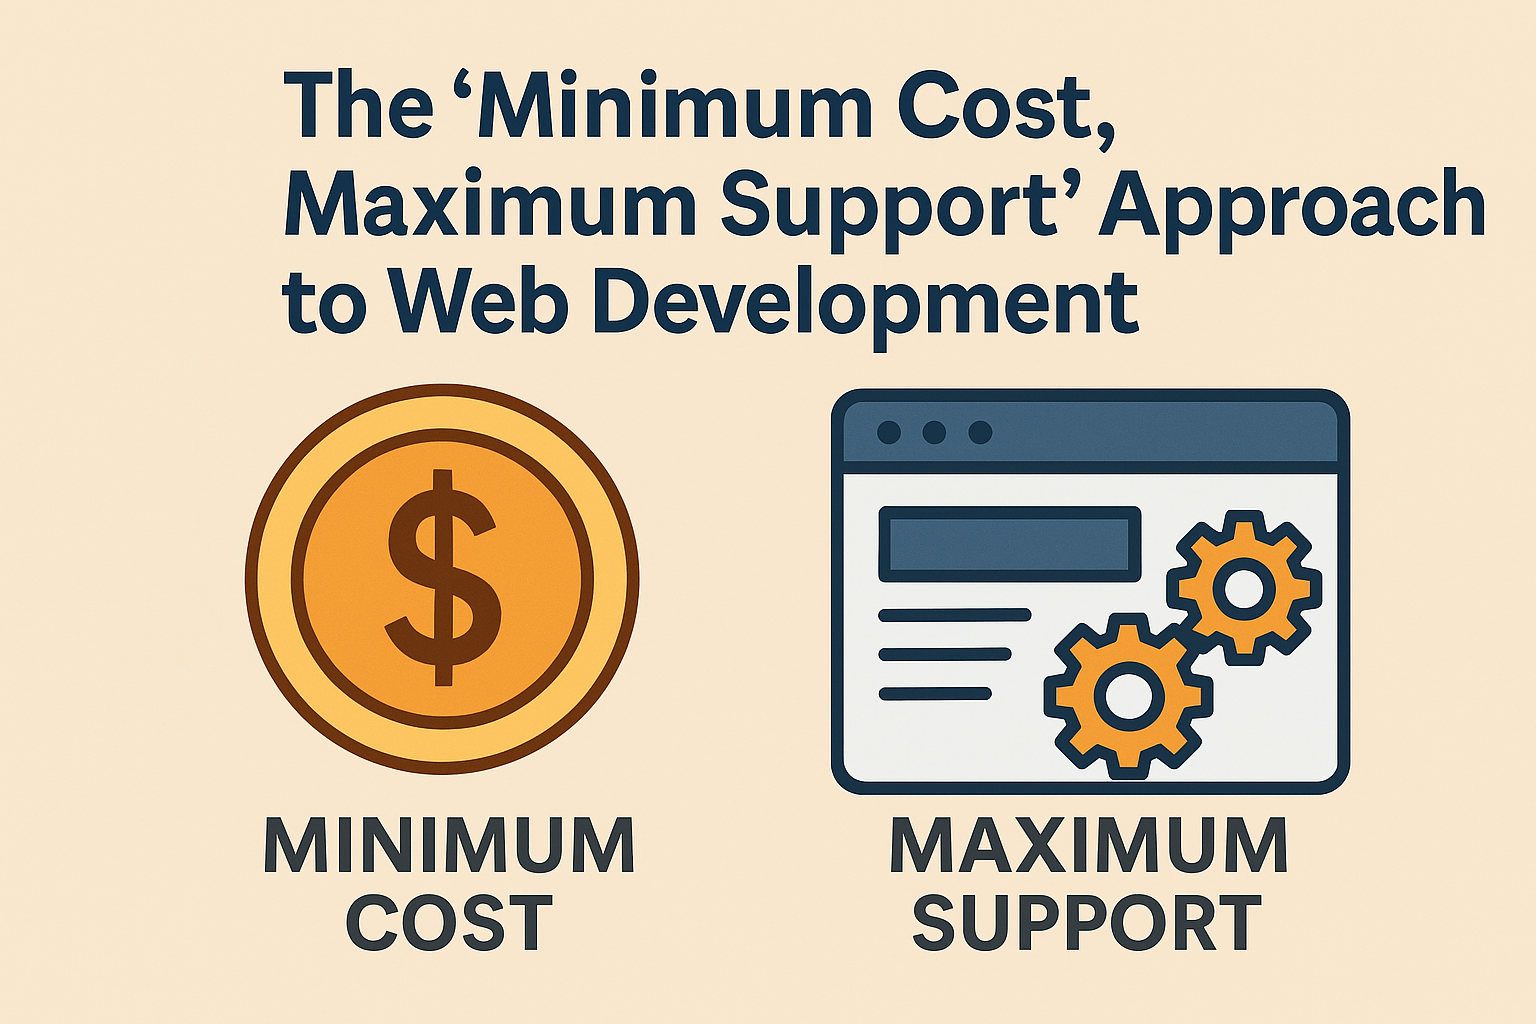 The ‘Minimum Cost,
Maximum Support’ Approach
to Web Development
MINIMUM
COST
MAXIMUM
SUPPORT